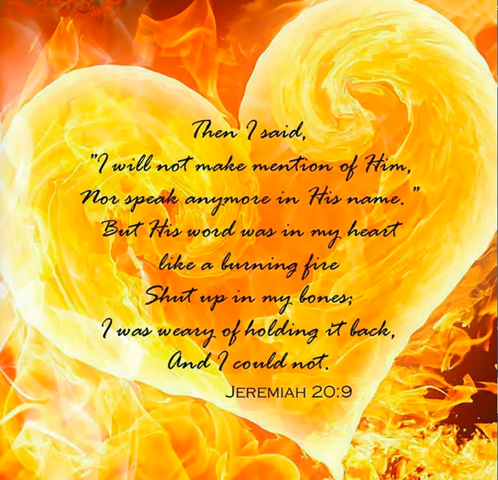 Then I said,
"I will not make mention of Him,
Nor speak anymore in His name."
But His word was in my heart
like a burning fire
Shut up in my bones;
I was weary of holding it back,
And I could not.
Jeremiah 20:9